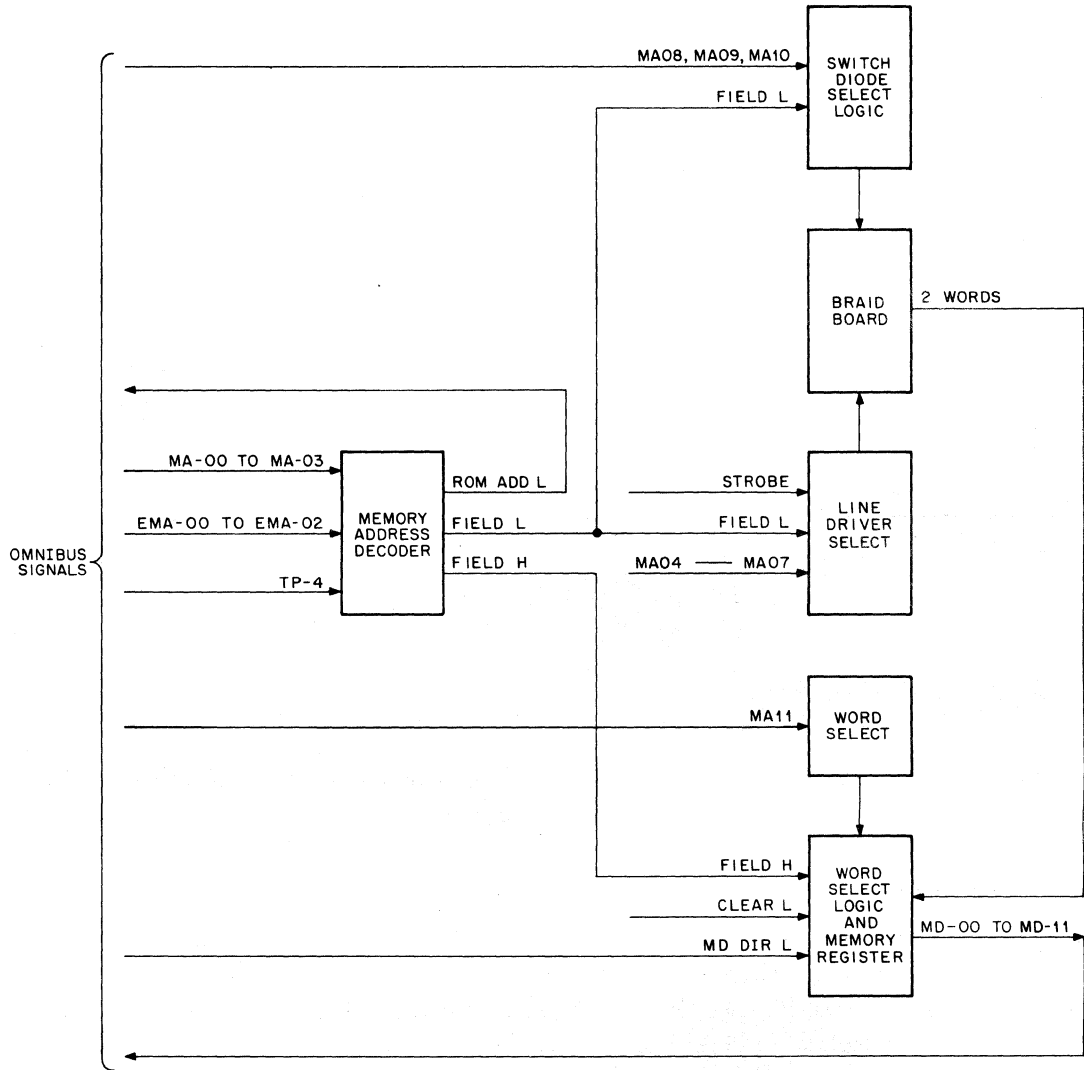 MA08, MA09, MA10
SWITCH
DIODE
SELECT
LOGIC
FIELD L
BRAID
BOARD
2 WORDS
MA-00 TO MA-03
EMA-00 TO EMA-02
TP-4
MEMORY
ADDRESS
DECODER
ROM ADD L
FIELD L
FIELD H
STROBE
FIELD L
MA04 — MA07
LINE
DRIVER
SELECT
OMNIBUS
SIGNALS
MA11
WORD
SELECT
FIELD H
CLEAR L
MD DIR L
WORD
SELECT
LOGIC
AND
MEMORY
REGISTER
MD-00 TO MD-11